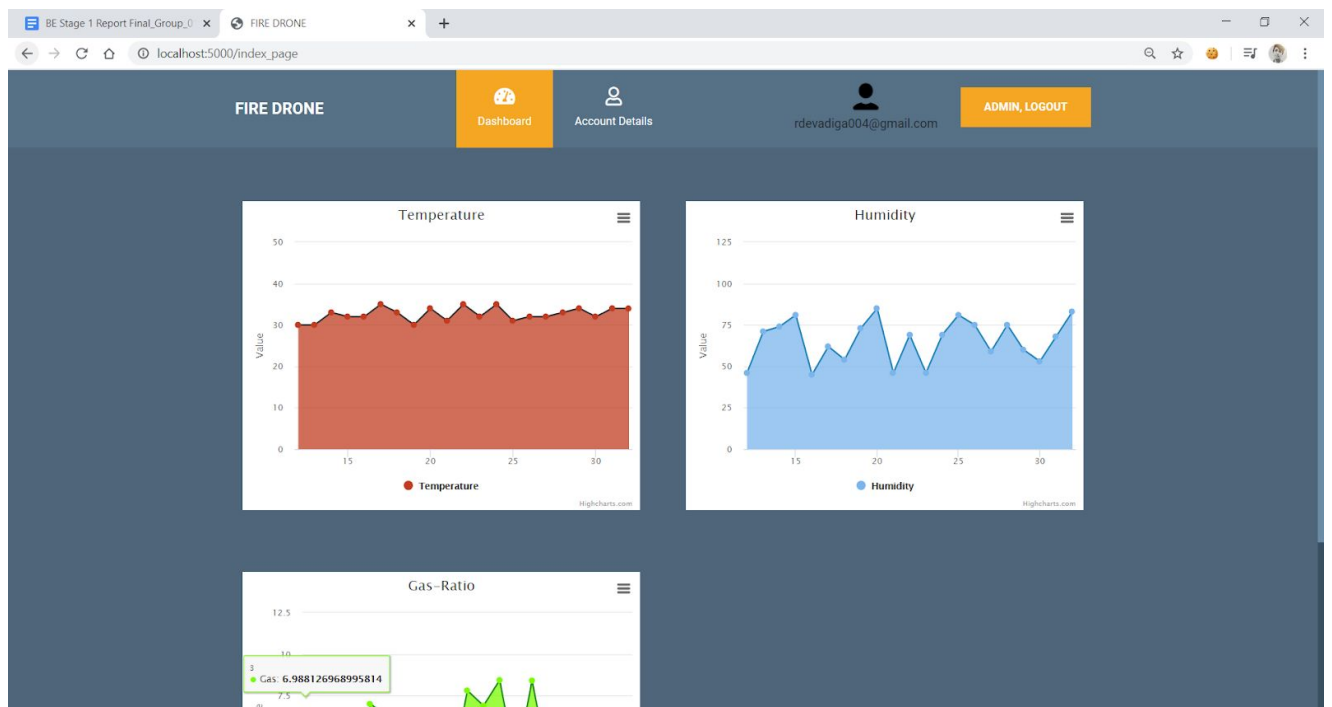 BE Stage 1 Report Final_Group_0
FIRE DRONE
localhost:5000/index_page
FIRE DRONE
Dashboard
Account Details
rdevadiga004@gmail.com
ADMIN, LOGOUT
Temperature
50
40
30
20
10
0
Value
15 20 25 30
Temperature
Highcharts.com
Humidity
125
100
75
50
25
0
Value
15 20 25 30
Humidity
Highcharts.com
Gas-Ratio
12.5
10
3
Gas: 6.988126968995814
7.5